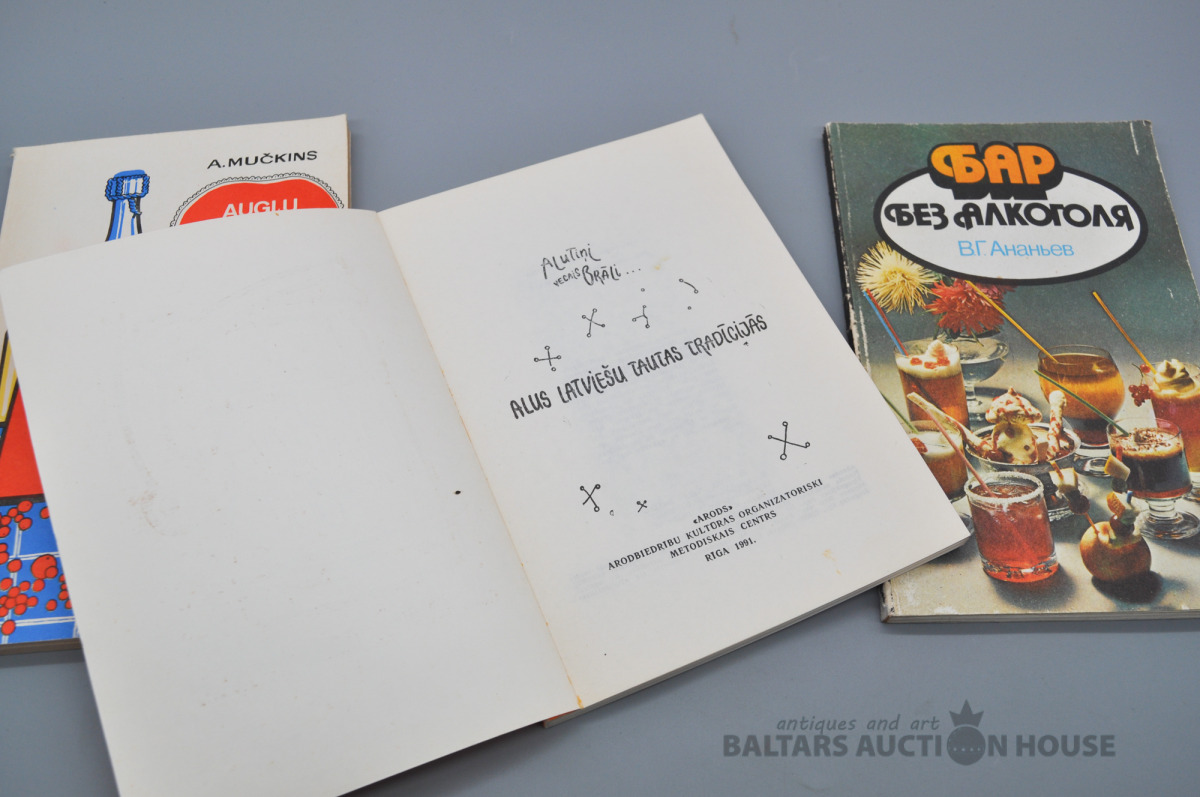 A.MUČKINS
AUGĻU
ALUTIŅI
VECAIS BRĀLI...
ALUS LATVIEŠU TAUTAS TRADĪCIJĀS
«ARODS»
ARODBIEDRĪBU KULTŪRAS ORGANIZATORISKI
METODISKAIS CENTRS
RĪGA 1991.
БАР
БЕЗ АЛКОГОЛЯ
В.Г. Ананьев
antiques and art
BALTARS AUCTION HOUSE